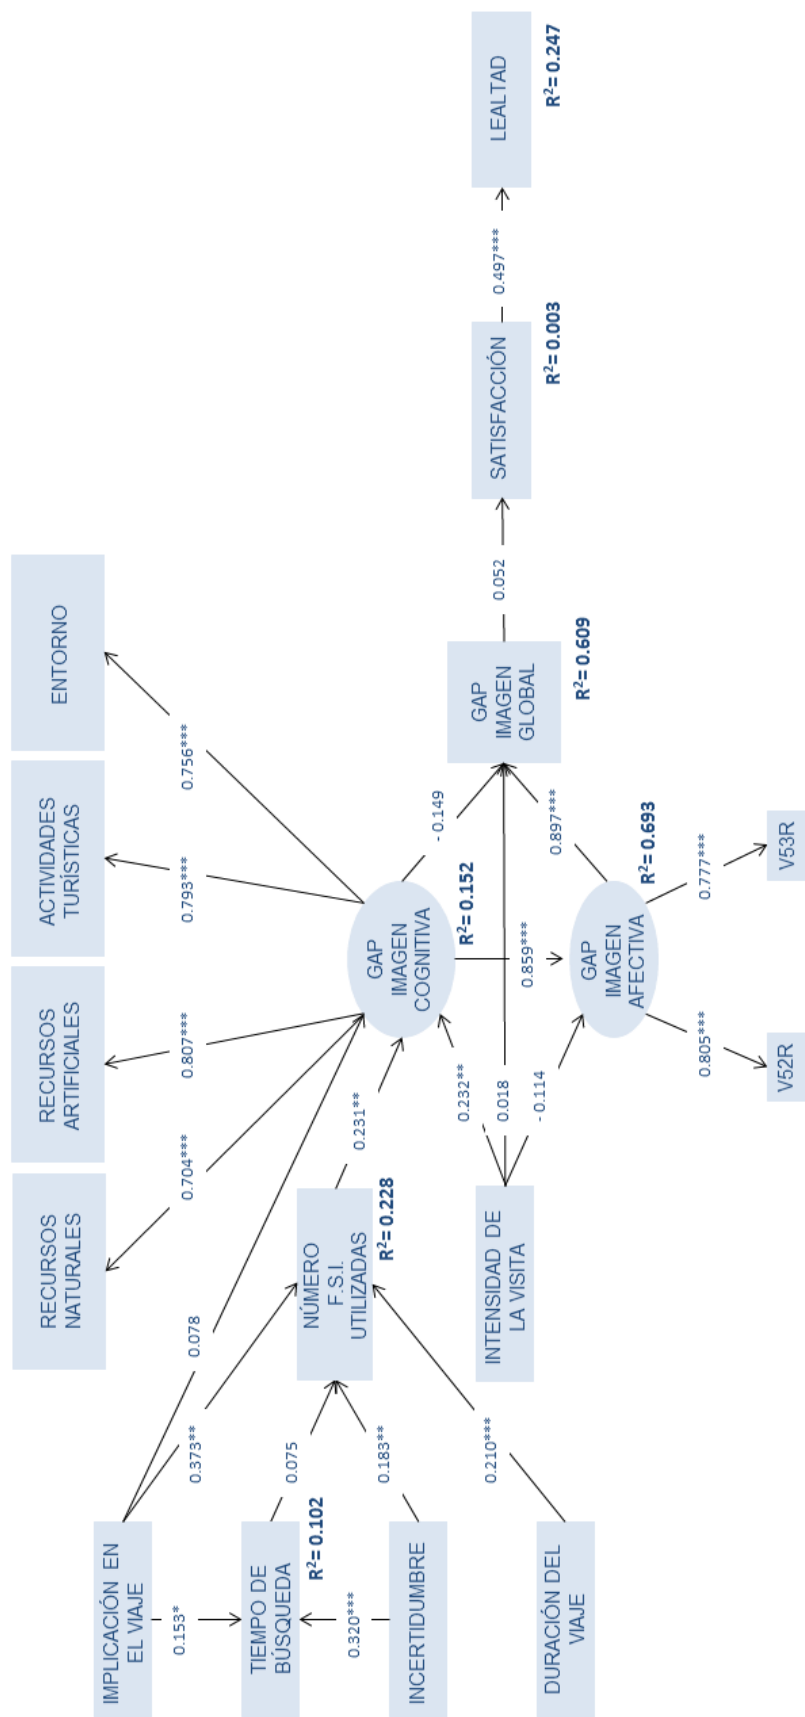 RECURSOS
NATURALES
RECURSOS
ARTIFICIALES
ACTIVIDADES
TURÍSTICAS
ENTORNO
0.704***
0.807***
0.793***
0.756***
IMPLICACIÓN EN
EL VIAJE
0.078
0.373**
0.153*
TIEMPO DE
BÚSQUEDA
R²= 0.102
0.075
0.320***
INCERTIDUMBRE
0.183**
DURACIÓN DEL
VIAJE
0.210***
NÚMERO
F.S.I.
UTILIZADAS
R²= 0.228
0.231**
GAP
IMAGEN
COGNITIVA
R²= 0.152
- 0.149
INTENSIDAD DE
LA VISITA
0.232**
0.018
- 0.114
0.859***
GAP
IMAGEN
AFECTIVA
R²= 0.693
0.897***
0.805***
0.777***
V52R
V53R
GAP
IMAGEN
GLOBAL
R²= 0.609
0.052
SATISFACCIÓN
R²= 0.003
0.497***
LEALTAD
R²= 0.247